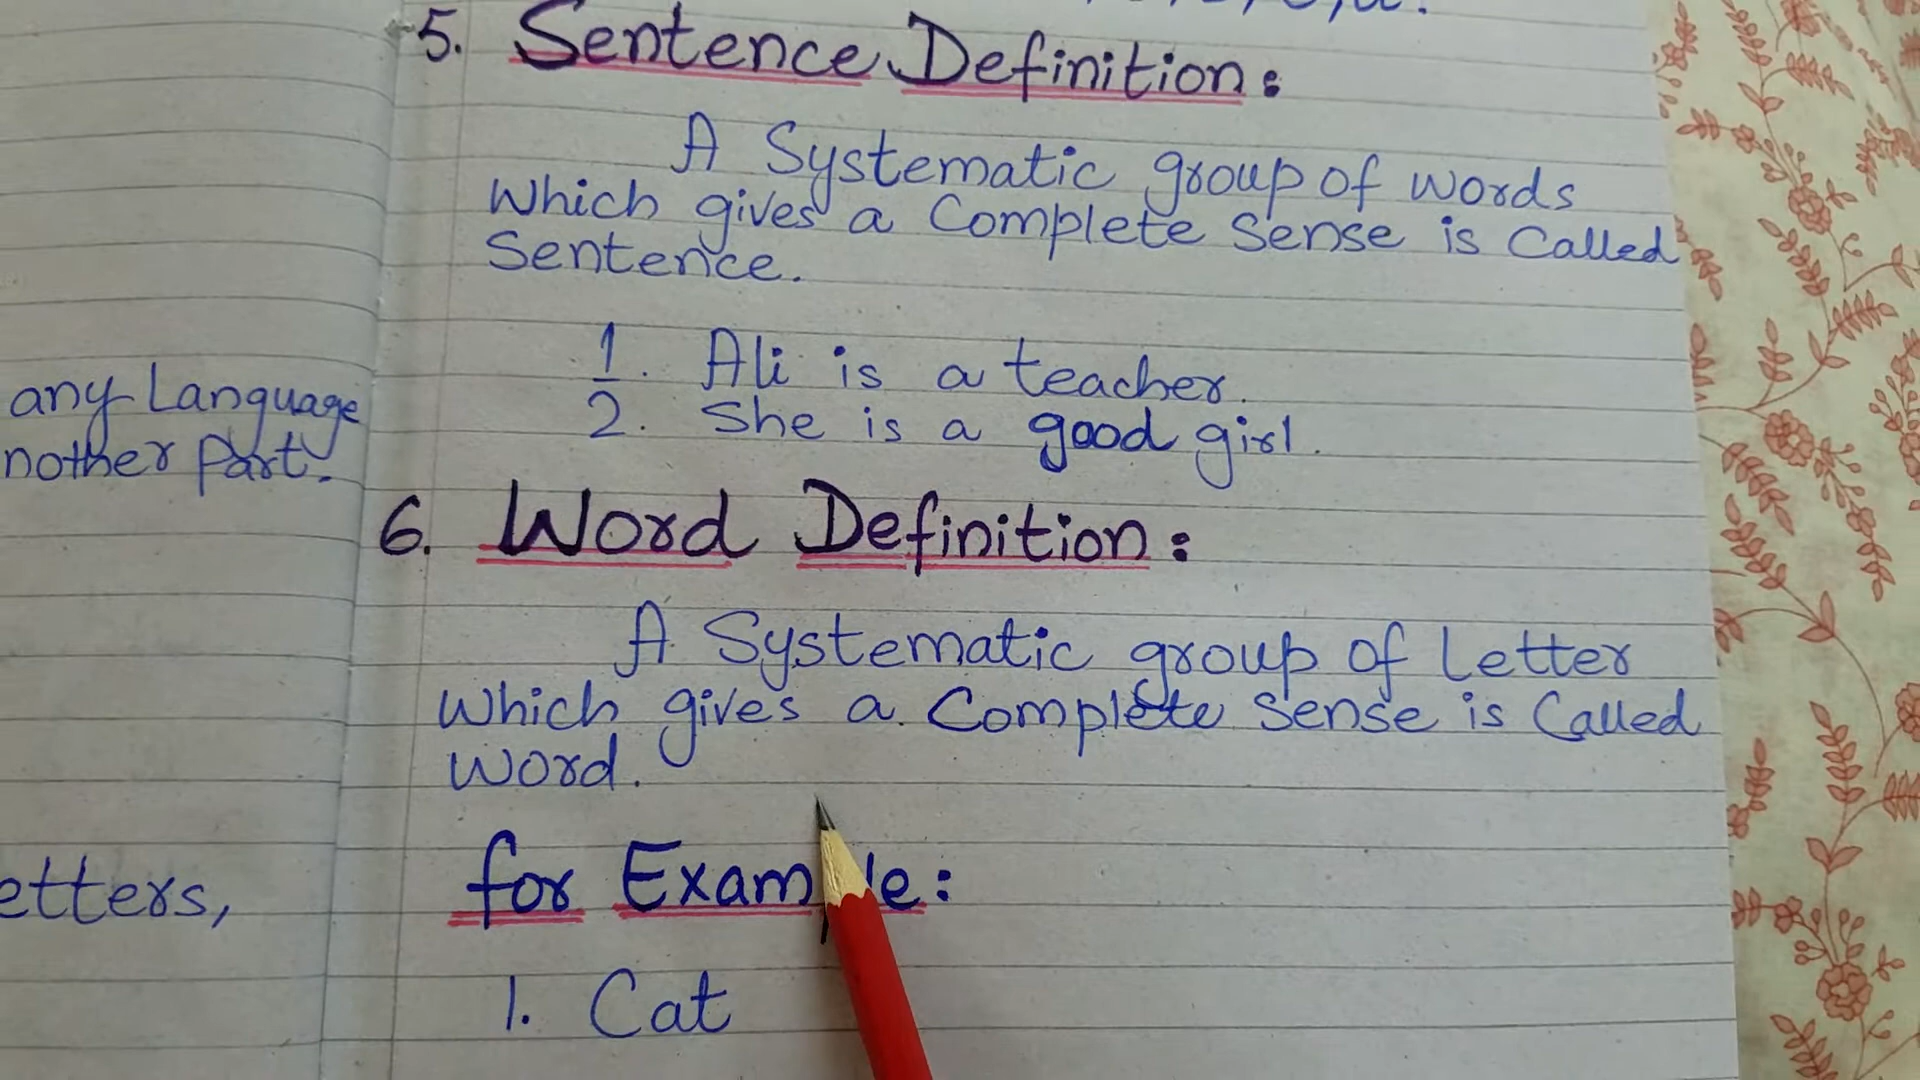 5. Sentence Definition:
A Systematic group of words
which gives a Complete Sense is Called
Sentence.
1. Ali is a teacher.
2. She is a good girl.
any Language
nother Part.
6. Word Definition:
A Systematic group of Letter
which gives a Complete Sense is Called
Word.
etters,
for Example:
1. Cat